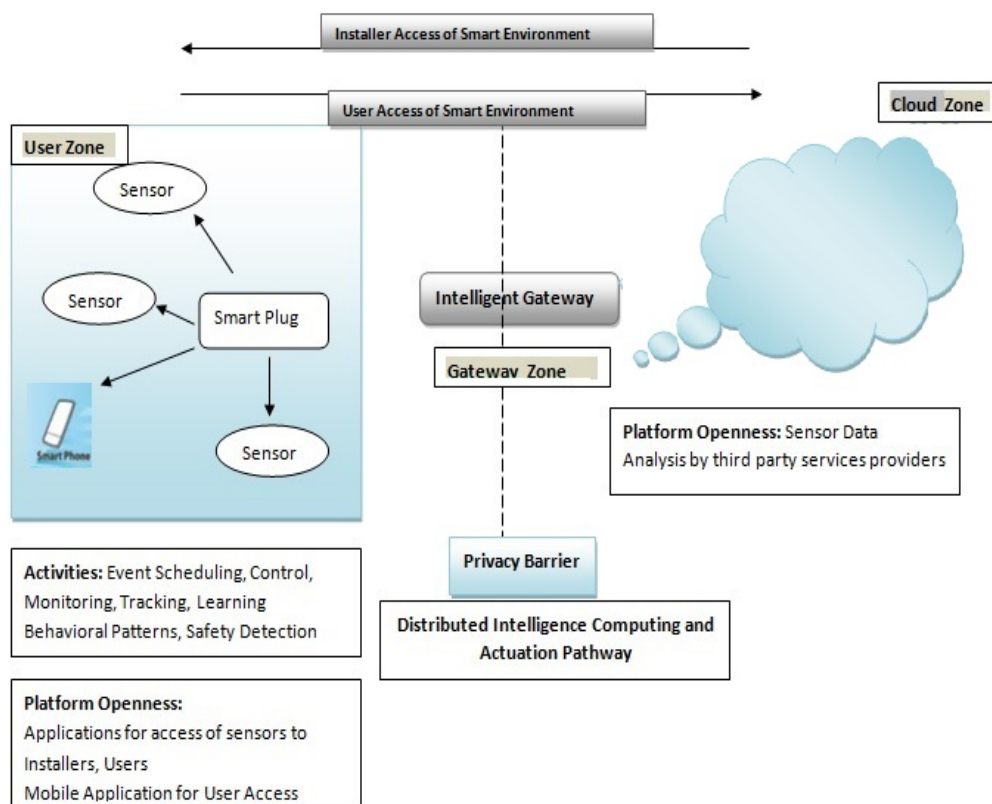 Installer Access of Smart Environment
User Access of Smart Environment
Cloud Zone
User Zone
Sensor
Sensor
Smart Plug
Intelligent Gateway
Gateway Zone
Smart Phone
Sensor
Platform Openness: Sensor Data
Analysis by third party services providers
Privacy Barrier
Activities: Event Scheduling, Control,
Monitoring, Tracking, Learning
Behavioral Patterns, Safety Detection
Distributed Intelligence Computing and
Actuation Pathway
Platform Openness:
Applications for access of sensors to
Installers, Users
Mobile Application for User Access